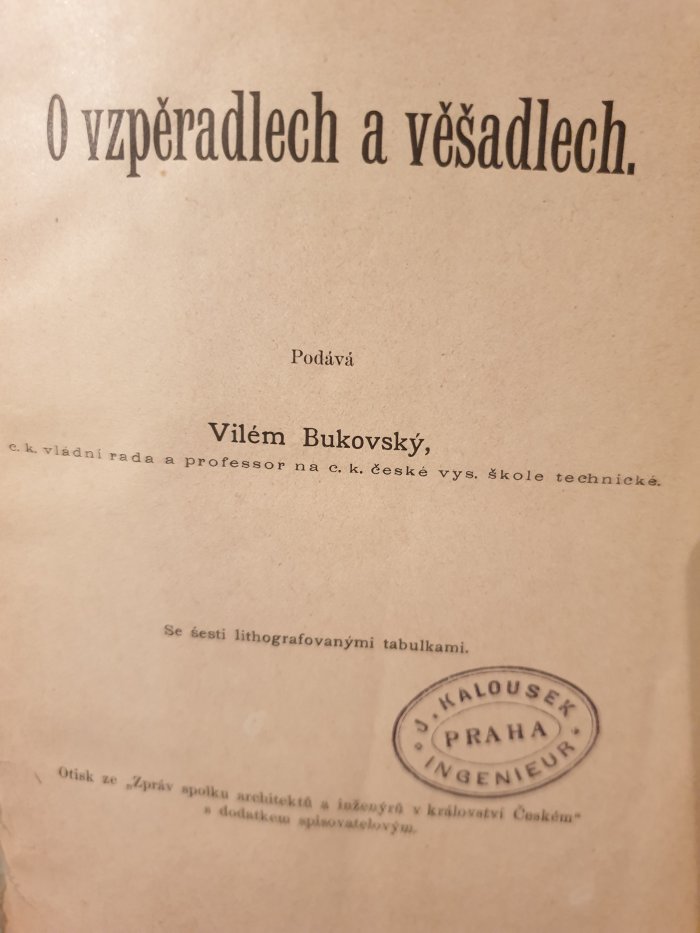 O vzpěradlech a věšadlech.
Podává
Vilém Bukovský,
c. k. vládní rada a professor na c. k. české vys. škole technické.
Se šesti lithografovanými tabulkami.
J. KALOUSEK
PRAHA
INGENIEUR
Otisk ze „Zpráv spolku architektů a inženýrů v království Českém“
s dodatkem spisovatelovým.